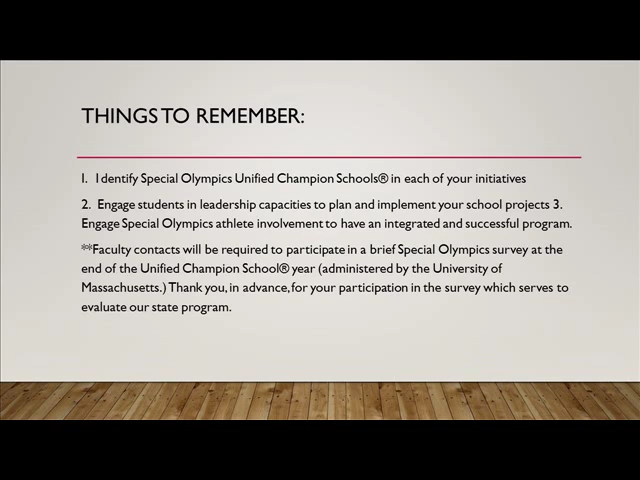 THINGS TO REMEMBER:
1. Identify Special Olympics Unified Champion Schools® in each of your initiatives
2. Engage students in leadership capacities to plan and implement your school projects 3.
Engage Special Olympics athlete involvement to have an integrated and successful program.
**Faculty contacts will be required to participate in a brief Special Olympics survey at the
end of the Unified Champion School® year (administered by the University of
Massachusetts.) Thank you, in advance, for your participation in the survey which serves to
evaluate our state program.